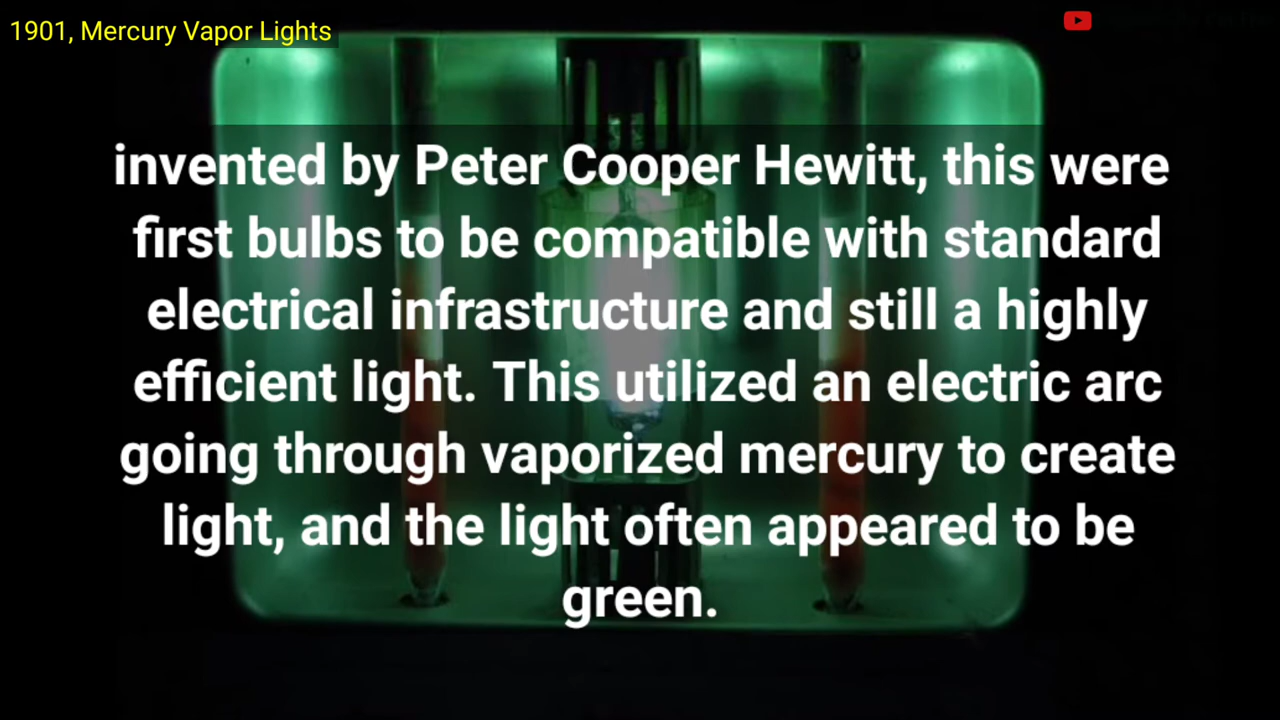 1901, Mercury Vapor Lights
invented by Peter Cooper Hewitt, this were
first bulbs to be compatible with standard
electrical infrastructure and still a highly
efficient light. This utilized an electric arc
going through vaporized mercury to create
light, and the light often appeared to be
green.